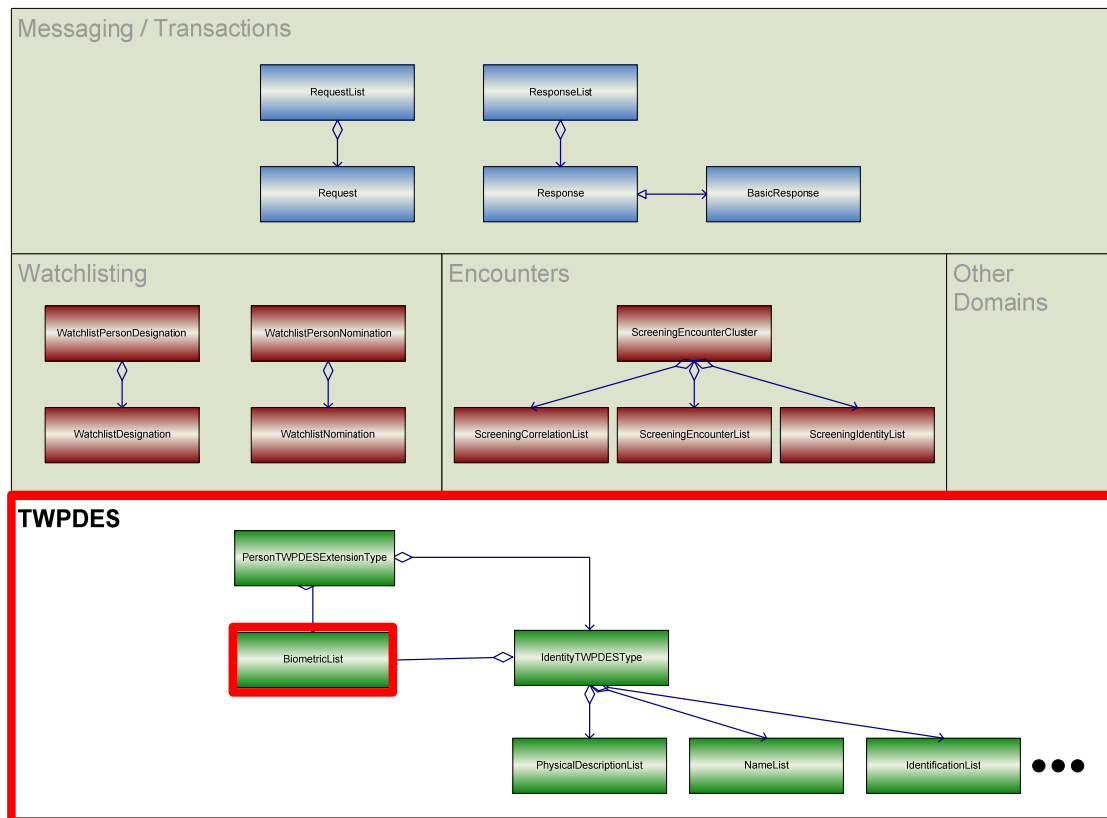 Messaging / Transactions
RequestList
ResponseList
Request
Response
BasicResponse
Watchlisting
Encounters
Other
Domains
WatchlistPersonDesignation
WatchlistPersonNomination
ScreeningEncounterCluster
WatchlistDesignation
WatchlistNomination
ScreeningCorrelationList
ScreeningEncounterList
ScreeningIdentityList
TWPDES
PersonTWPDESExtensionType
BiometricList
IdentityTWPDESType
PhysicalDescriptionList
NameList
IdentificationList